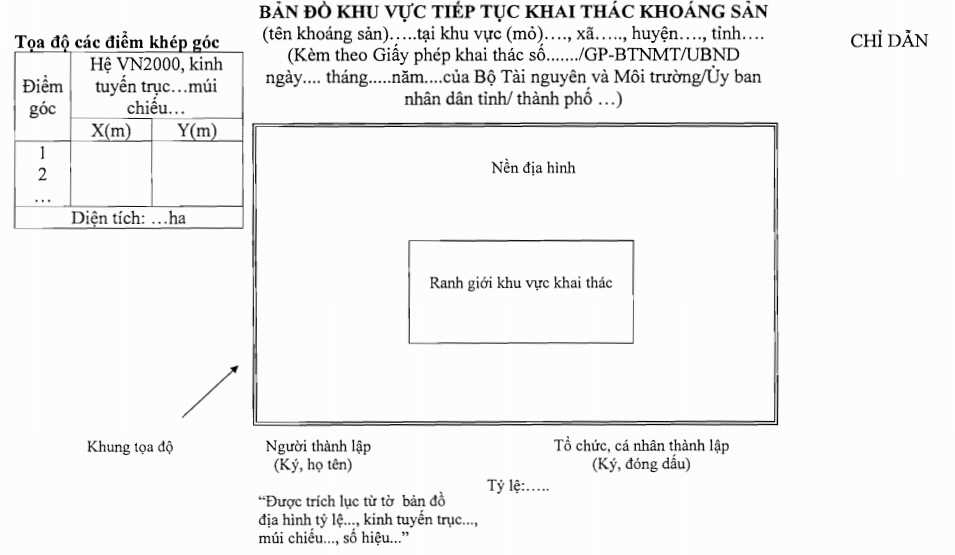 BẢN ĐỒ KHU VỰC TIẾP TỤC KHAI THÁC KHOÁNG SẢN
(tên khoáng sản)…..tại khu vực (mỏ)…., xã….., huyện…., tỉnh….
(Kèm theo Giấy phép khai thác số......./GP-BTNMT/UBND
ngày.... tháng.....năm....của Bộ Tài nguyên và Môi trường/Ủy ban
nhân dân tỉnh/ thành phố …)
CHỈ DẪN
Tọa độ các điểm khép góc
Điểm
góc
Hệ VN2000, kinh
tuyến trục…múi
chiếu…
X(m)
Y(m)
1
2
…
Diện tích: …ha
Nền địa hình
Ranh giới khu vực khai thác
Khung tọa độ
Người thành lập
(Ký, họ tên)
Tổ chức, cá nhân thành lập
(Ký, đóng dấu)
Tỷ lệ:…..
“Được trích lục từ tờ bản đồ
địa hình tỷ lệ..., kinh tuyến trục...,
múi chiếu..., số hiệu...”